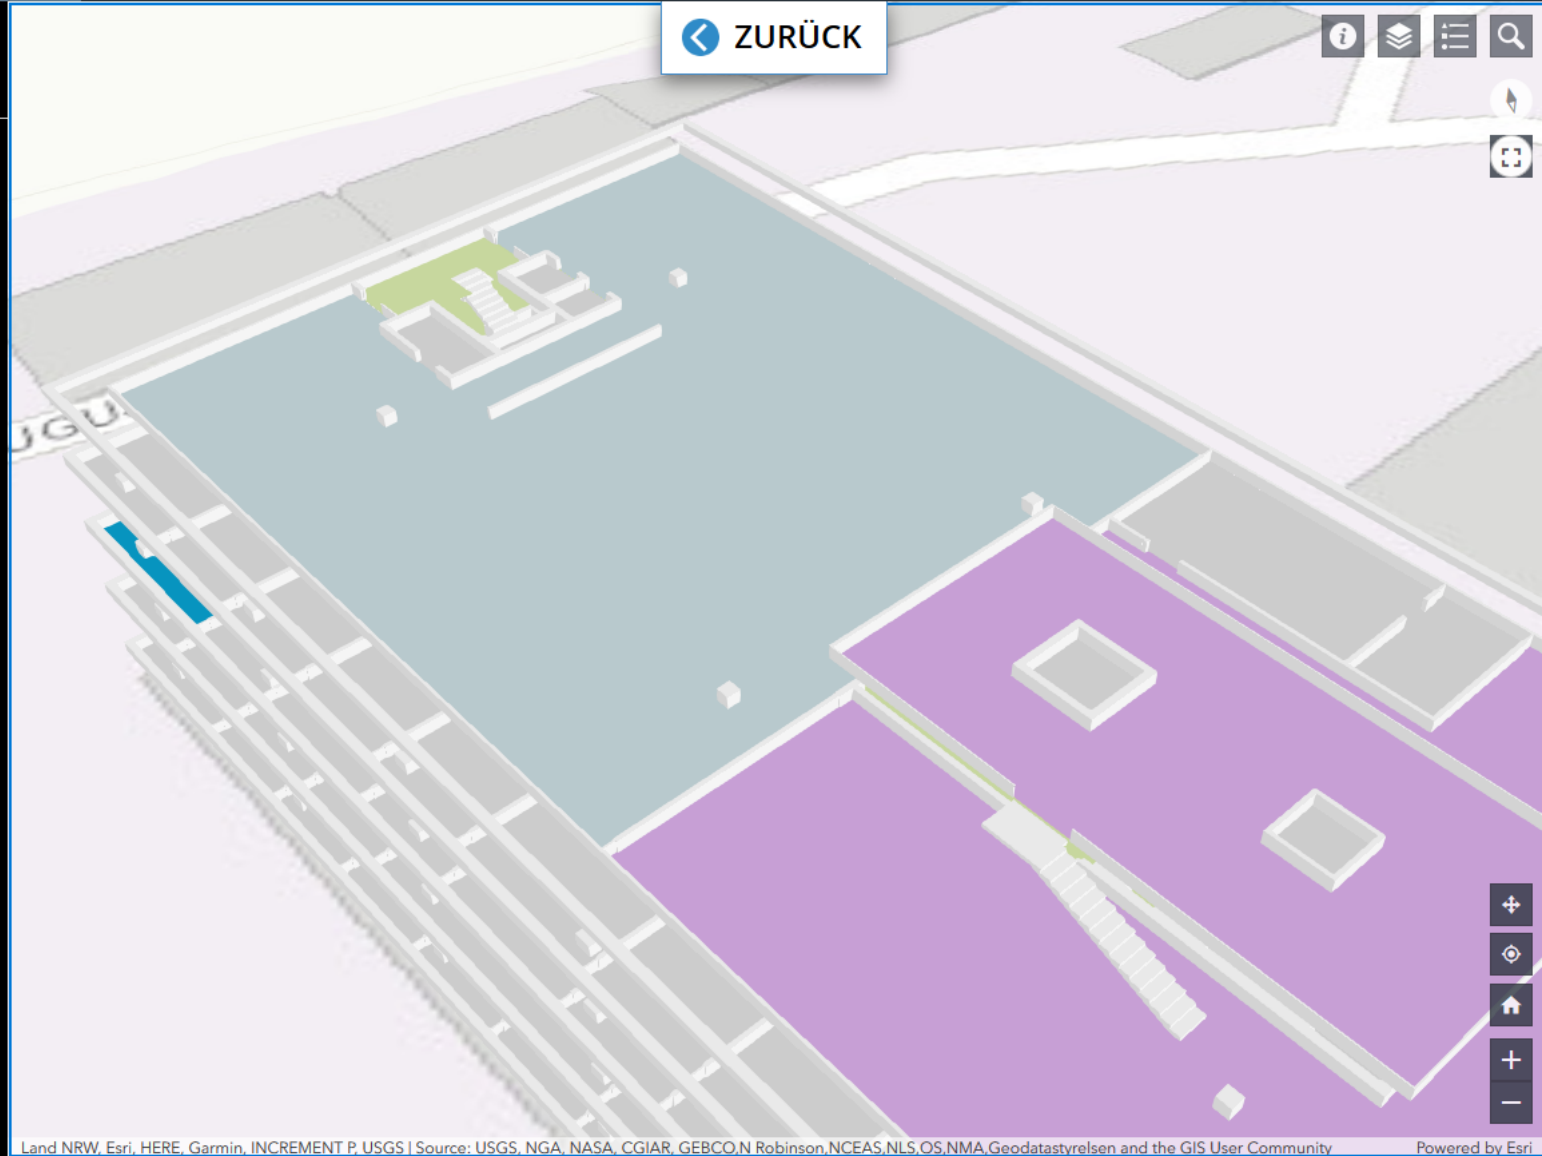 ZURÜCK
UGU
Land NRW, Esri, HERE, Garmin, INCREMENT P, USGS | Source: USGS, NGA, NASA, CGIAR, GEBCO,N Robinson,NCEAS,NLS,OS,NMA,Geodatastyrelsen and the GIS User Community Powered by Esri